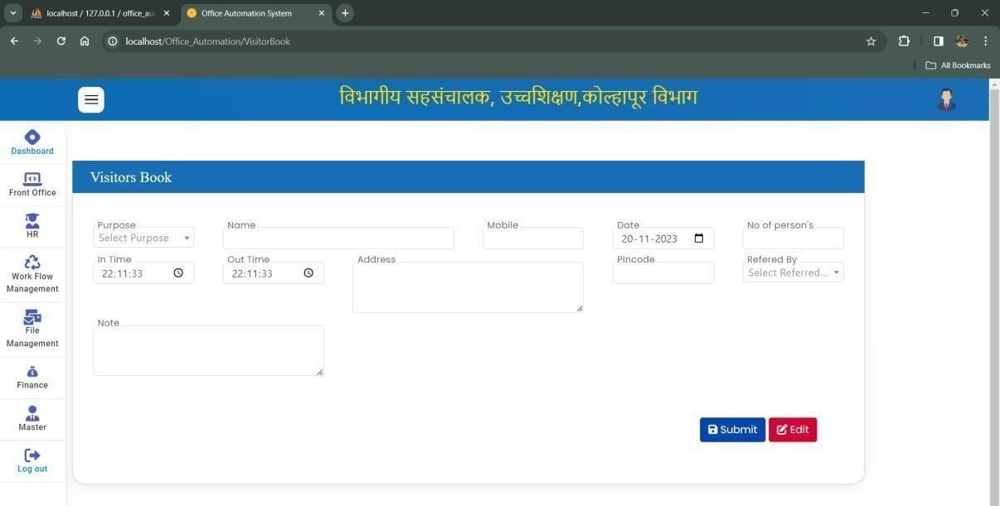 localhost / 127.0.0.1 / office_au
Office Automation System
localhost/Office_Automation/VisitorBook
All Bookmarks
विभागीय सहसंचालक, उच्चशिक्षण,कोल्हापूर विभाग
Dashboard
Front Office
HR
Work Flow
Management
File
Management
Finance
Master
Log out
Visitors Book
Purpose
Select Purpose
Name
Mobile
Date
20-11-2023
No of person's
In Time
22:11:33
Out Time
22:11:33
Address
Pincode
Refered By
Select Referred...
Note
Submit
Edit